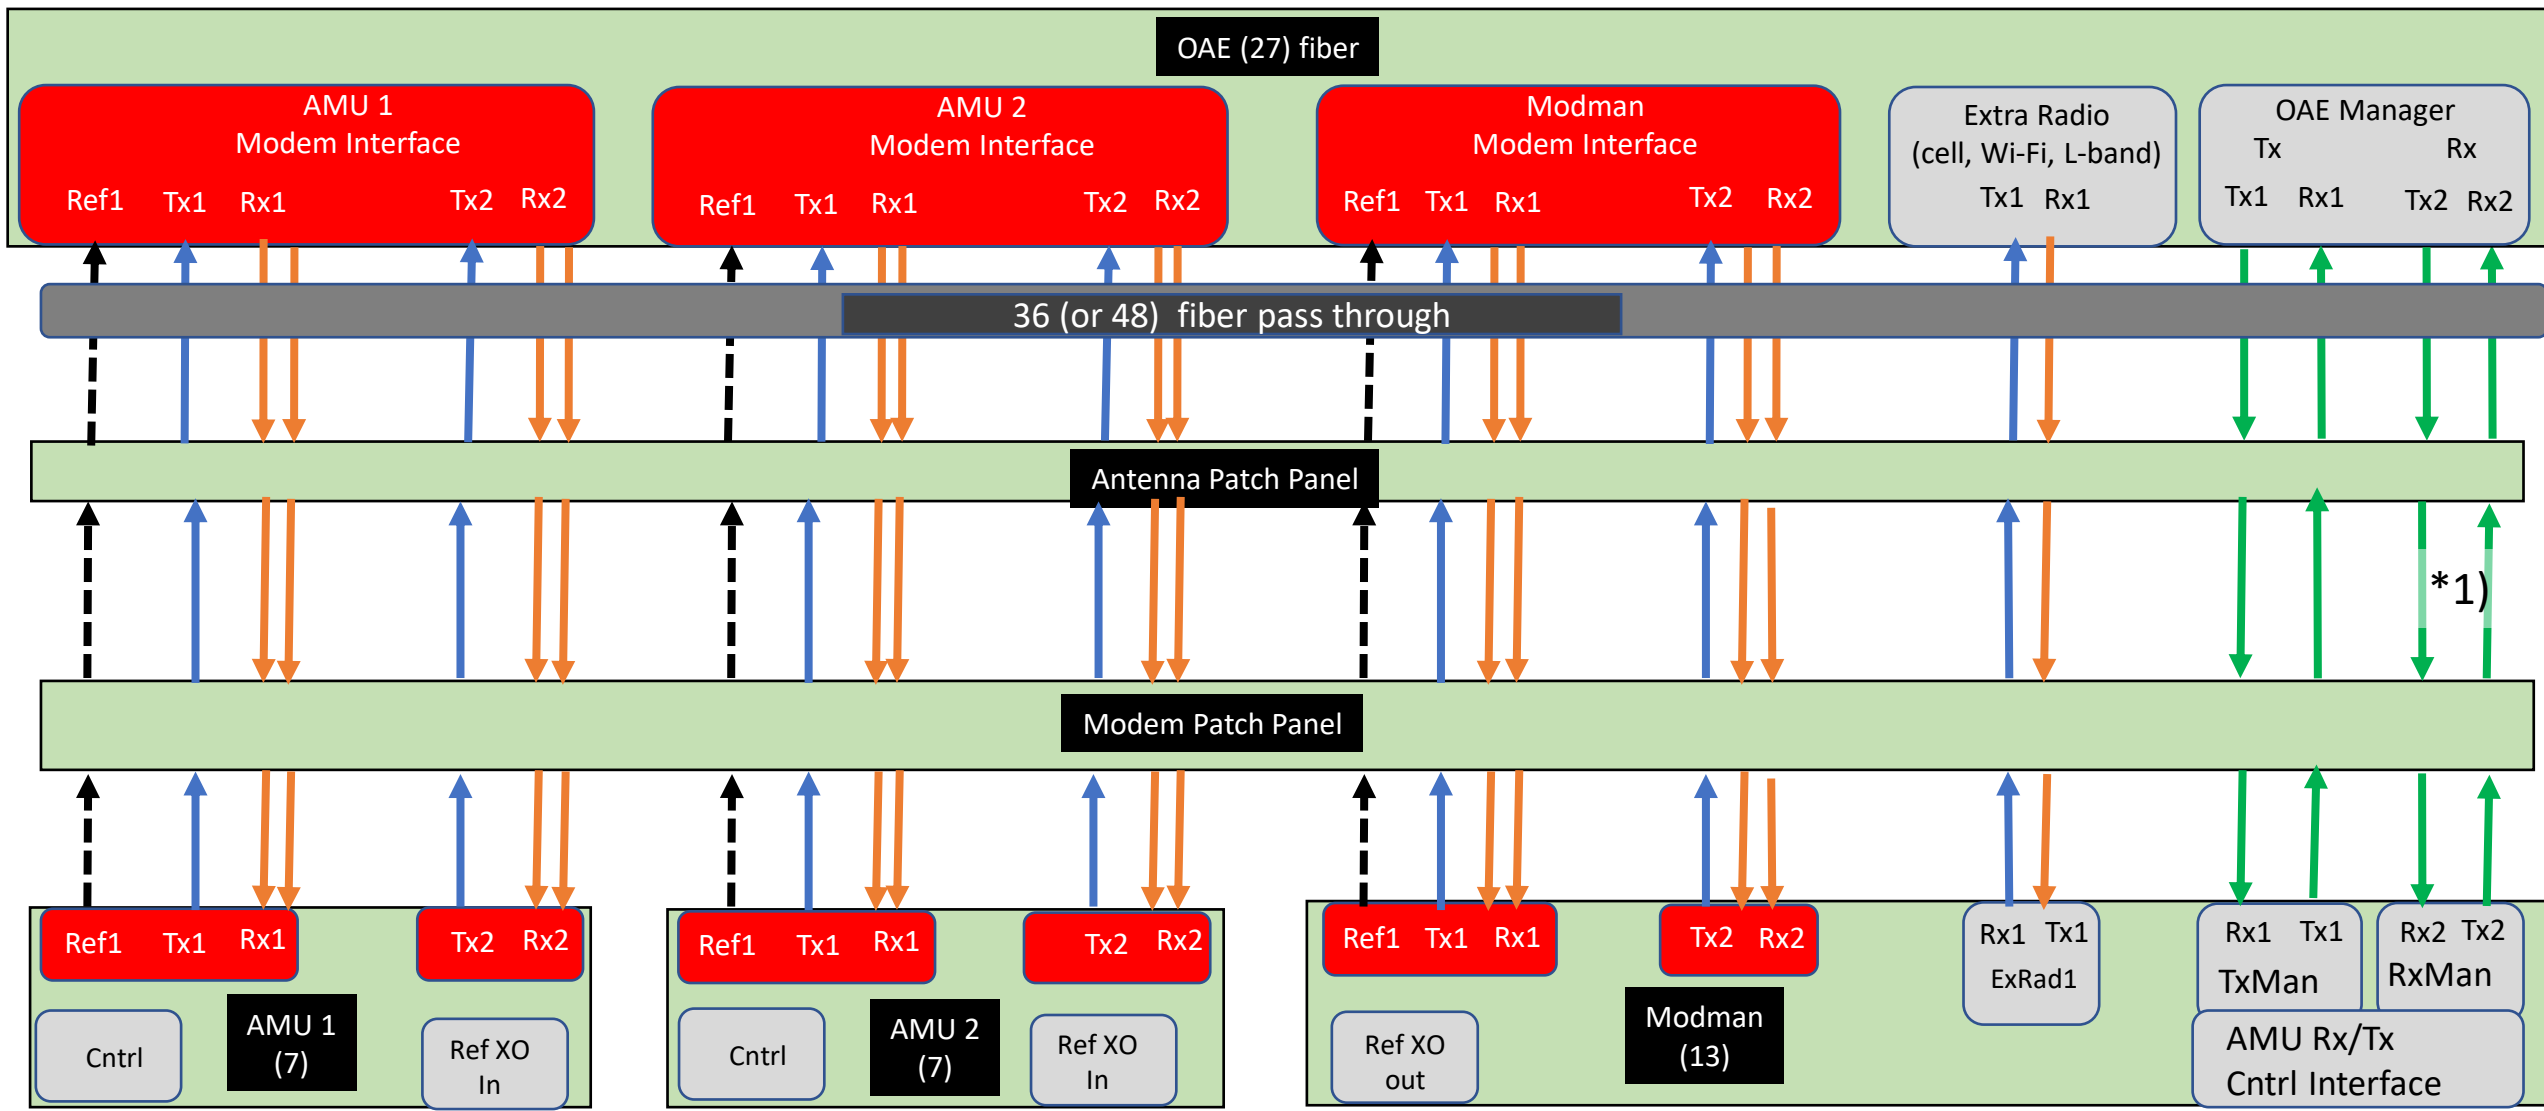 OAE (27) fiber
AMU 1
Modem Interface
Ref1 Tx1 Rx1 Tx2 Rx2
AMU 2
Modem Interface
Ref1 Tx1 Rx1 Tx2 Rx2
Modman
Modem Interface
Ref1 Tx1 Rx1 Tx2 Rx2
Extra Radio
(cell, Wi-Fi, L-band)
Tx1 Rx1
OAE Manager
Tx Rx
Tx1 Rx1 Tx2 Rx2
36 (or 48) fiber pass through
Antenna Patch Panel
*1)
Modem Patch Panel
Ref1 Tx1 Rx1 Tx2 Rx2
Cntrl
AMU 1
(7)
Ref XO
In
Ref1 Tx1 Rx1 Tx2 Rx2
Cntrl
AMU 2
(7)
Ref XO
In
Ref1 Tx1 Rx1 Tx2 Rx2
Ref XO
out
Modman
(13)
Rx1 Tx1
ExRad1
Rx1 Tx1
TxMan
Rx2 Tx2
RxMan
AMU Rx/Tx
Cntrl Interface